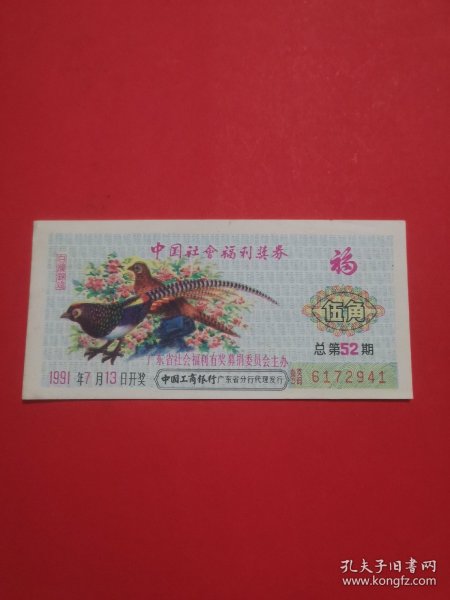 中国社會福利奖券
福
伍角
广东省社会福利有奖募捐委员会主办
总第52期
1991年7月13日开奖
中国工商银行广东省分行代理发行
6172941
孔夫子旧书网
www.kongfz.com